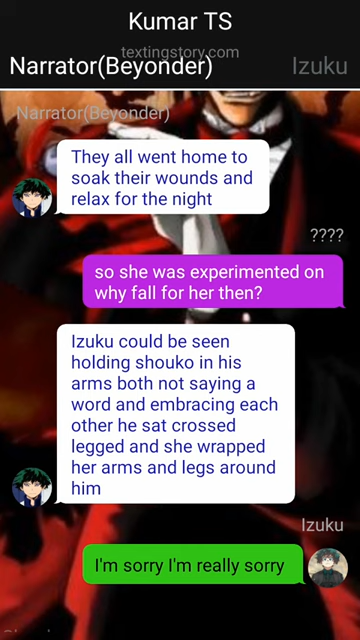 Kumar TS
textingstory.com
Narrator(Beyonder) Izuku
Narrator(Beyonder)
They all went home to
soak their wounds and
relax for the night
????
so she was experimented on
why fall for her then?
Izuku could be seen
holding shouko in his
arms both not saying a
word and embracing each
other he sat crossed
legged and she wrapped
her arms and legs around
him
Izuku
I'm sorry I'm really sorry